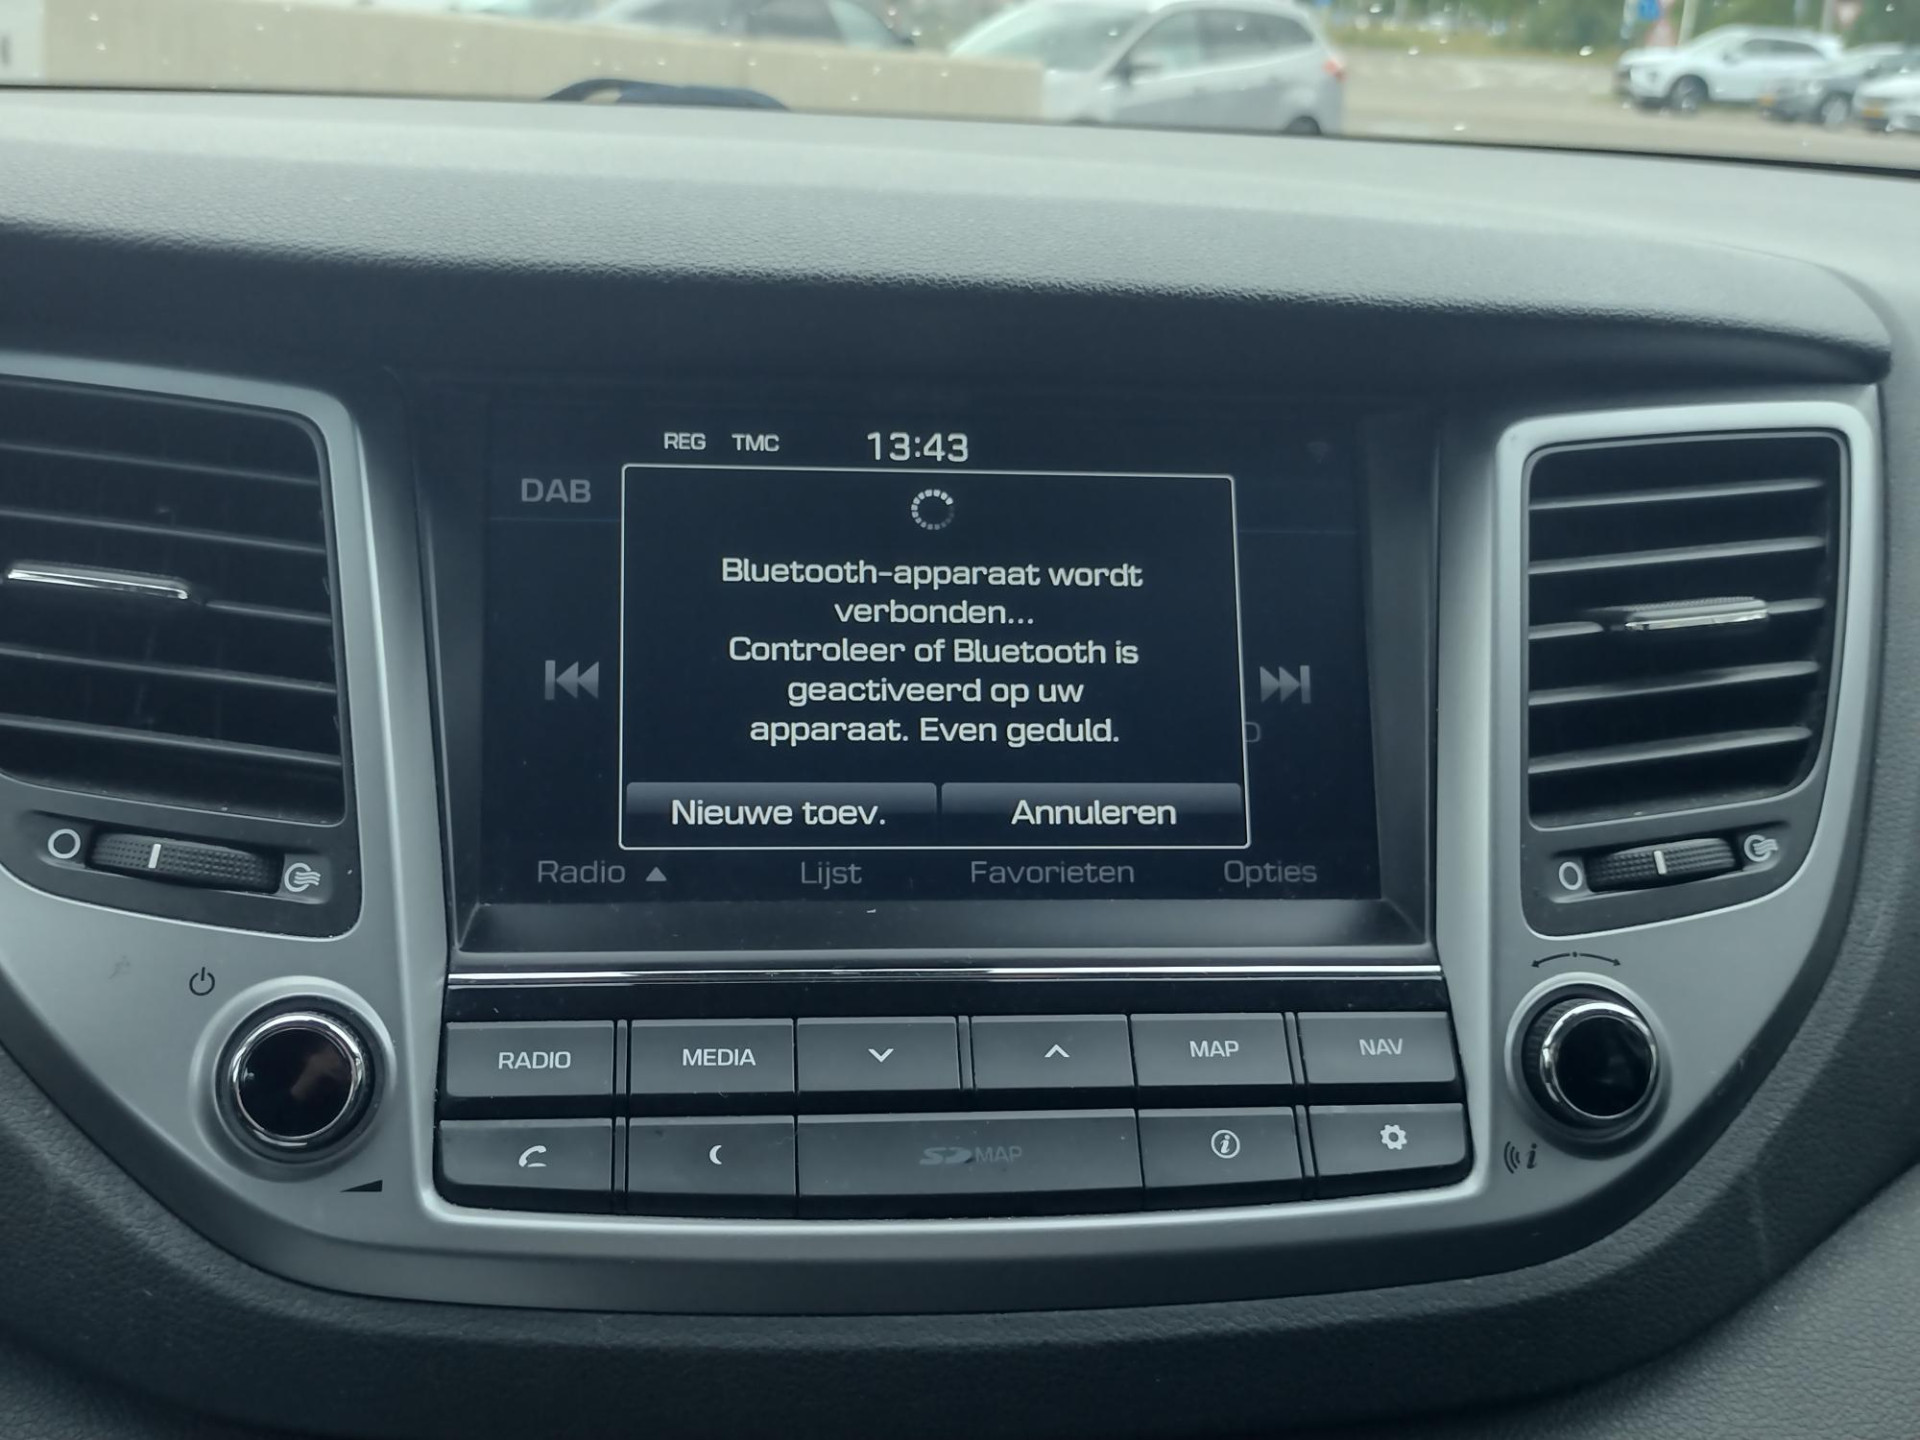 REG TMC 13:43
DAB
Bluetooth-apparaat wordt
verbonden...
Controleer of Bluetooth is
geactiveerd op uw
apparaat. Even geduld.
Nieuwe toev. Annuleren
Radio ▲ Lijst Favorieten Opties
RADIO MEDIA MAP NAV
SD MAP